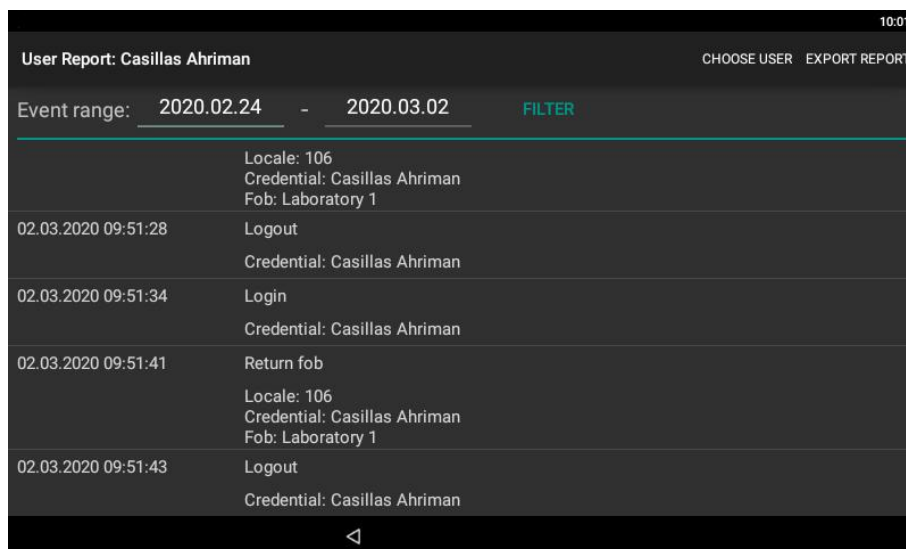 10:01
User Report: Casillas Ahriman CHOOSE USER EXPORT REPORT
Event range: 2020.02.24 - 2020.03.02 FILTER
Locale: 106
Credential: Casillas Ahriman
Fob: Laboratory 1
02.03.2020 09:51:28 Logout
Credential: Casillas Ahriman
02.03.2020 09:51:34 Login
Credential: Casillas Ahriman
02.03.2020 09:51:41 Return fob
Locale: 106
Credential: Casillas Ahriman
Fob: Laboratory 1
02.03.2020 09:51:43 Logout
Credential: Casillas Ahriman